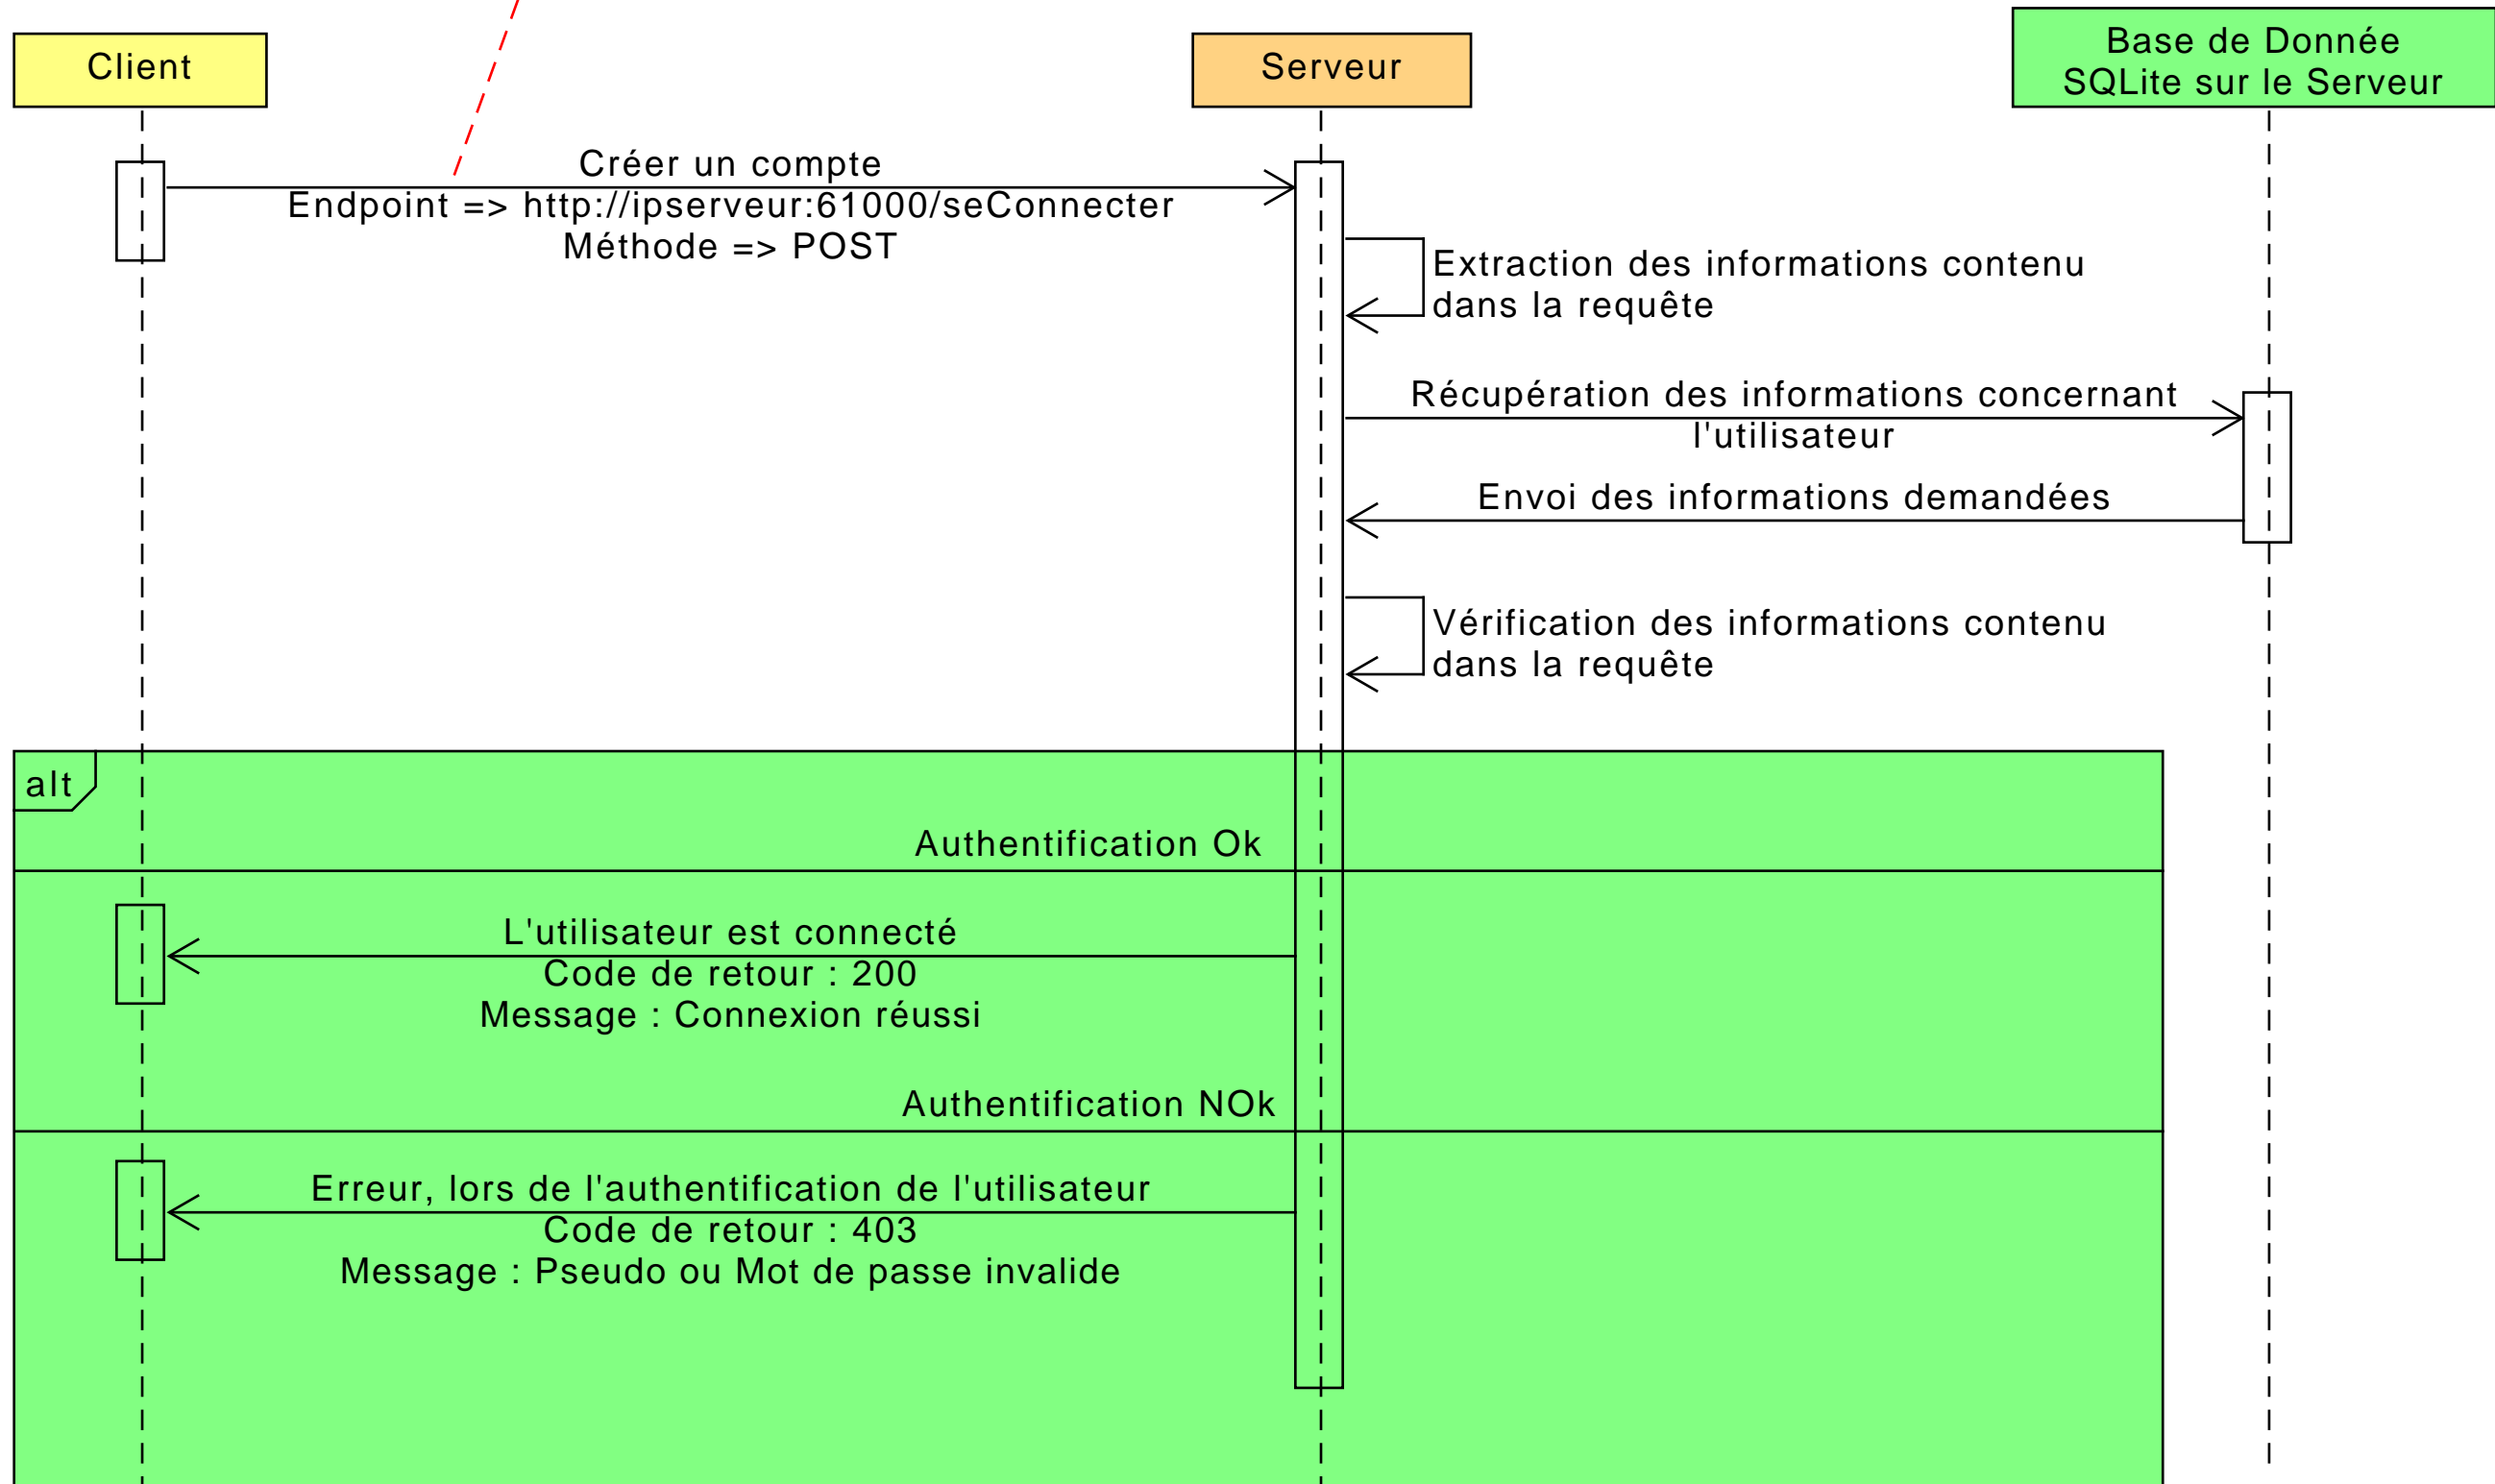 Client
Serveur
Base de Donnée
SQLite sur le Serveur
Créer un compte
Endpoint => http://ipserveur:61000/seConnecter
Méthode => POST
Extraction des informations contenu
dans la requête
Récupération des informations concernant
l'utilisateur
Envoi des informations demandées
Vérification des informations contenu
dans la requête
alt
Authentification Ok
L'utilisateur est connecté
Code de retour : 200
Message : Connexion réussi
Authentification NOk
Erreur, lors de l'authentification de l'utilisateur
Code de retour : 403
Message : Pseudo ou Mot de passe invalide